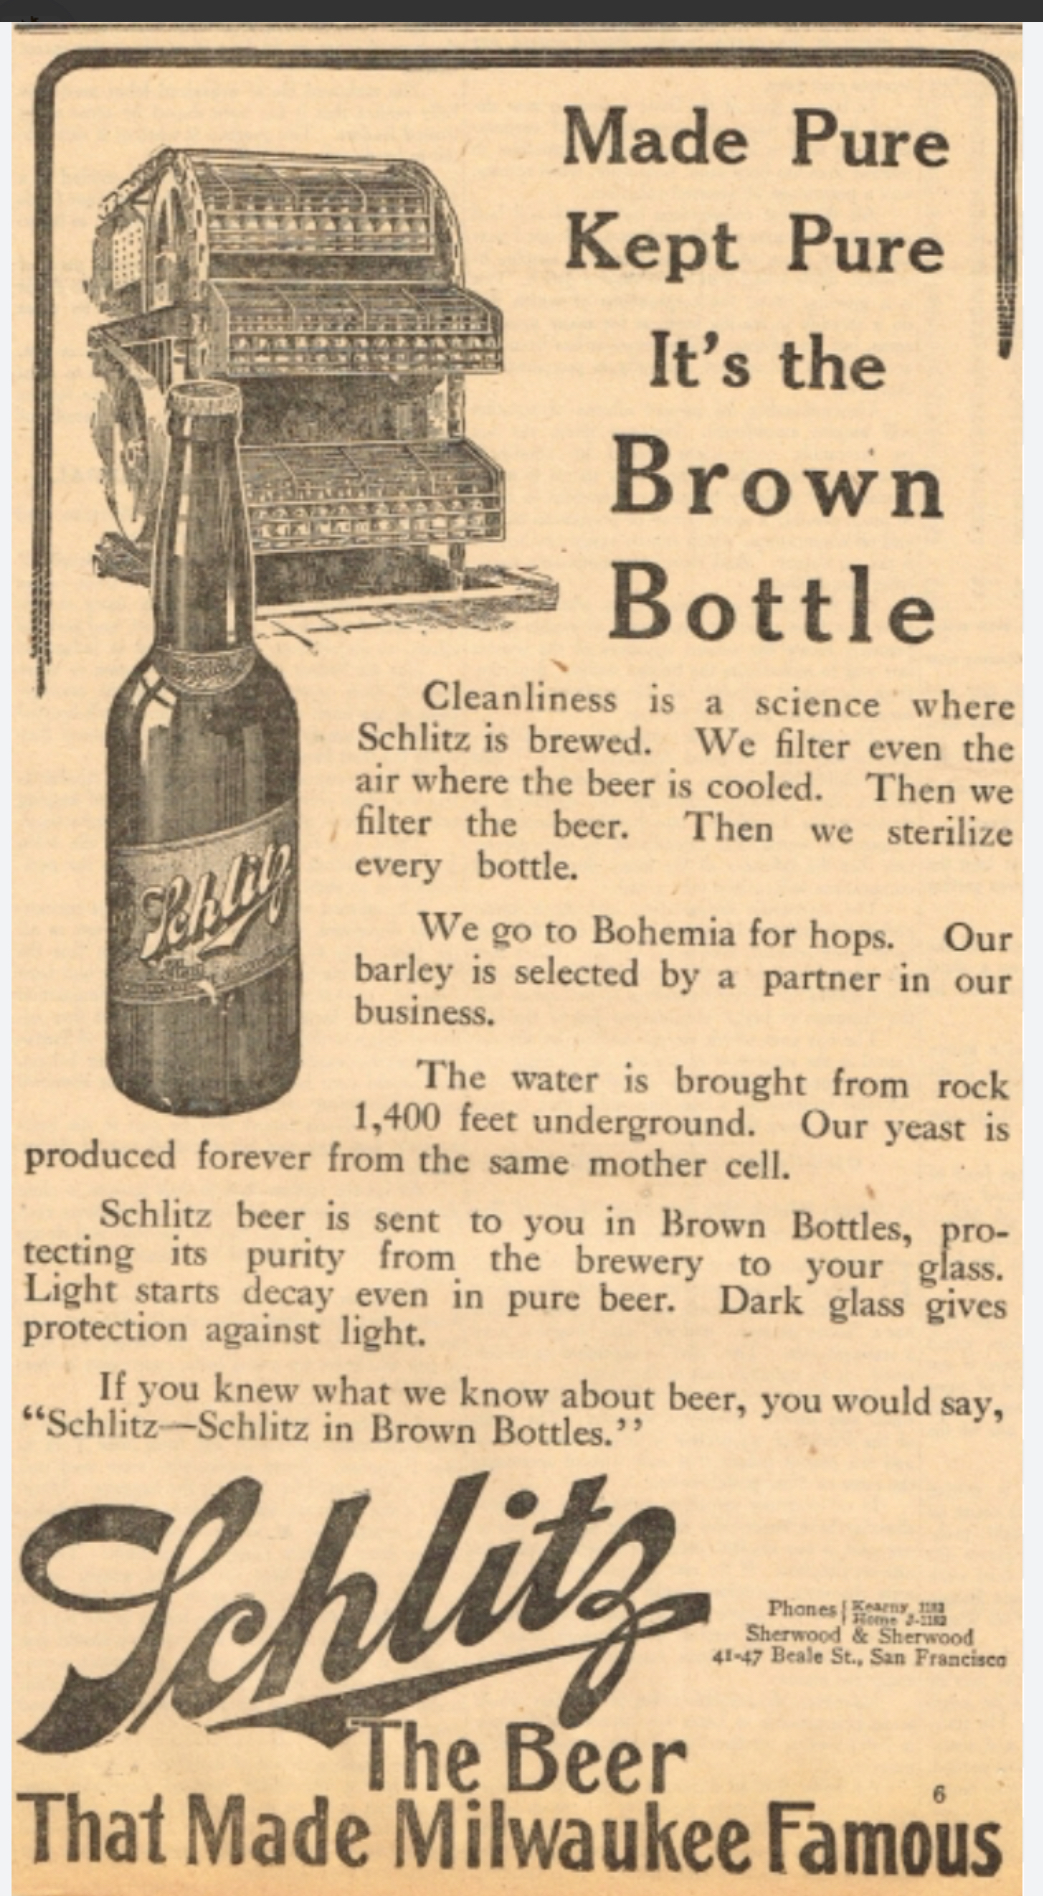 Made Pure
Kept Pure
It's the
Brown
Bottle
Cleanliness is a science where
Schlitz is brewed. We filter even the
air where the beer is cooled. Then we
filter the beer. Then we sterilize
every bottle.
We go to Bohemia for hops. Our
barley is selected by a partner in our
business.
The water is brought from rock
1,400 feet underground. Our yeast is
produced forever from the same mother cell.
Schlitz beer is sent to you in Brown Bottles, pro-
tecting its purity from the brewery to your glass.
Light starts decay even in pure beer. Dark glass gives
protection against light.
If you knew what we know about beer, you would say,
“Schlitz—Schlitz in Brown Bottles.”
Schlitz
Schlitz
Phones { Kearny 1182
Home J-1182
Sherwood & Sherwood
41-47 Beale St., San Francisco
The Beer
6
That Made Milwaukee Famous